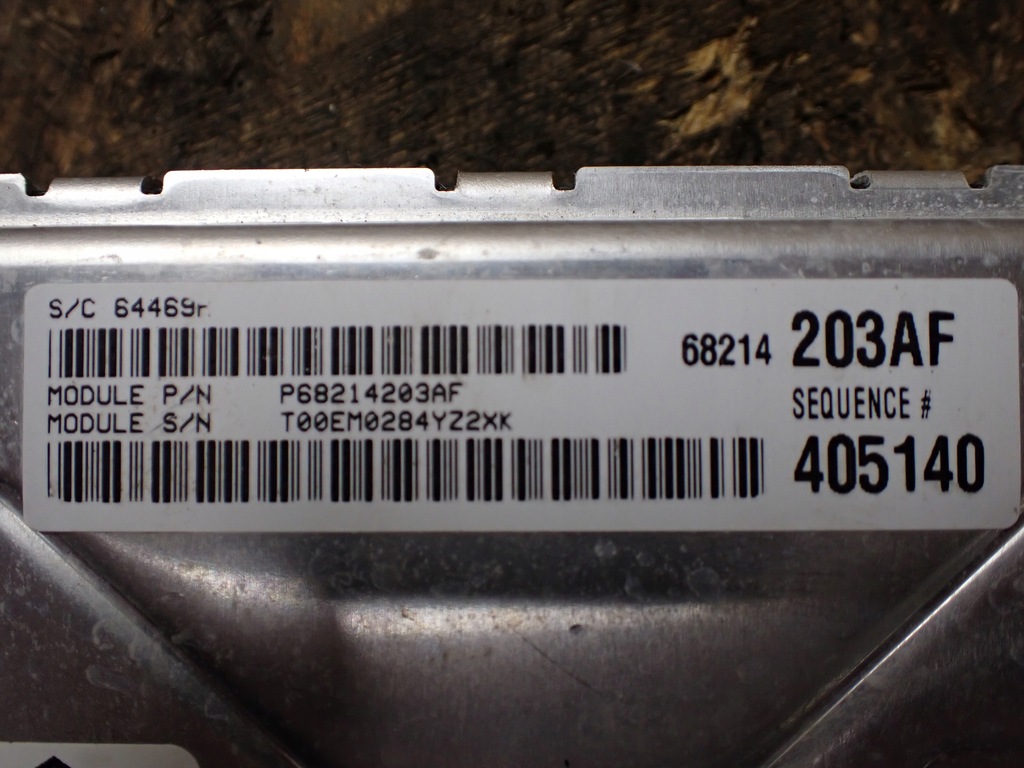 S/C 64469r
68214 203AF
MODULE P/N P68214203AF
SEQUENCE #
MODULE S/N T00EM0284YZ2XK
405140